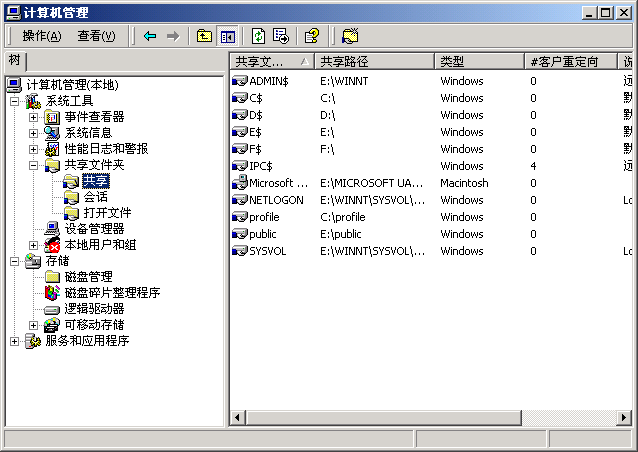 计算机管理
操作(A) 查看(V)
树
计算机管理(本地)
系统工具
事件查看器
系统信息
性能日志和警报
共享文件夹
共享
会话
打开文件
设备管理器
本地用户和组
存储
磁盘管理
磁盘碎片整理程序
逻辑驱动器
可移动存储
服务和应用程序
共享文... 共享路径 类型 #客户重定向
ADMIN$ E:\WINNT Windows 0 远
C$ C:\ Windows 0 默
D$ D:\ Windows 0 默
E$ E:\ Windows 0 默
F$ F:\ Windows 0 默
IPC$ Windows 4 远
Microsoft ... E:\MICROSOFT UA... Macintosh 0
NETLOGON E:\WINNT\SYSVOL\... Windows 0 Lo
profile C:\profile Windows 0
public E:\public Windows 0
SYSVOL E:\WINNT\SYSVOL\... Windows 0 Lo